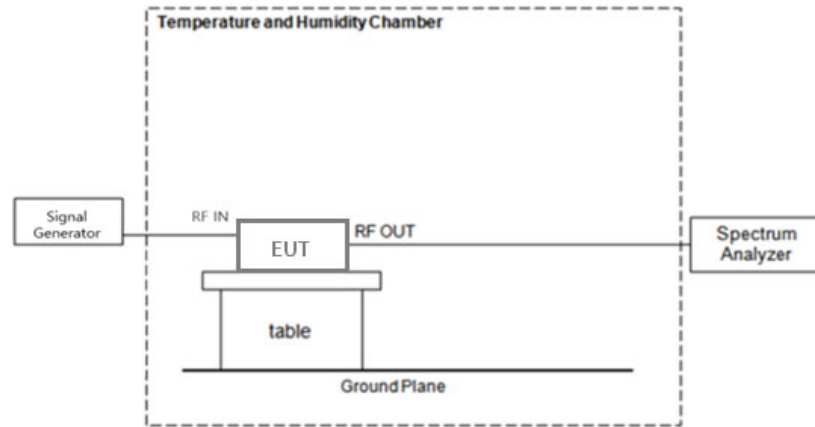 Temperature and Humidity Chamber
Signal
Generator
RF IN
EUT
RF OUT
Spectrum
Analyzer
table
Ground Plane